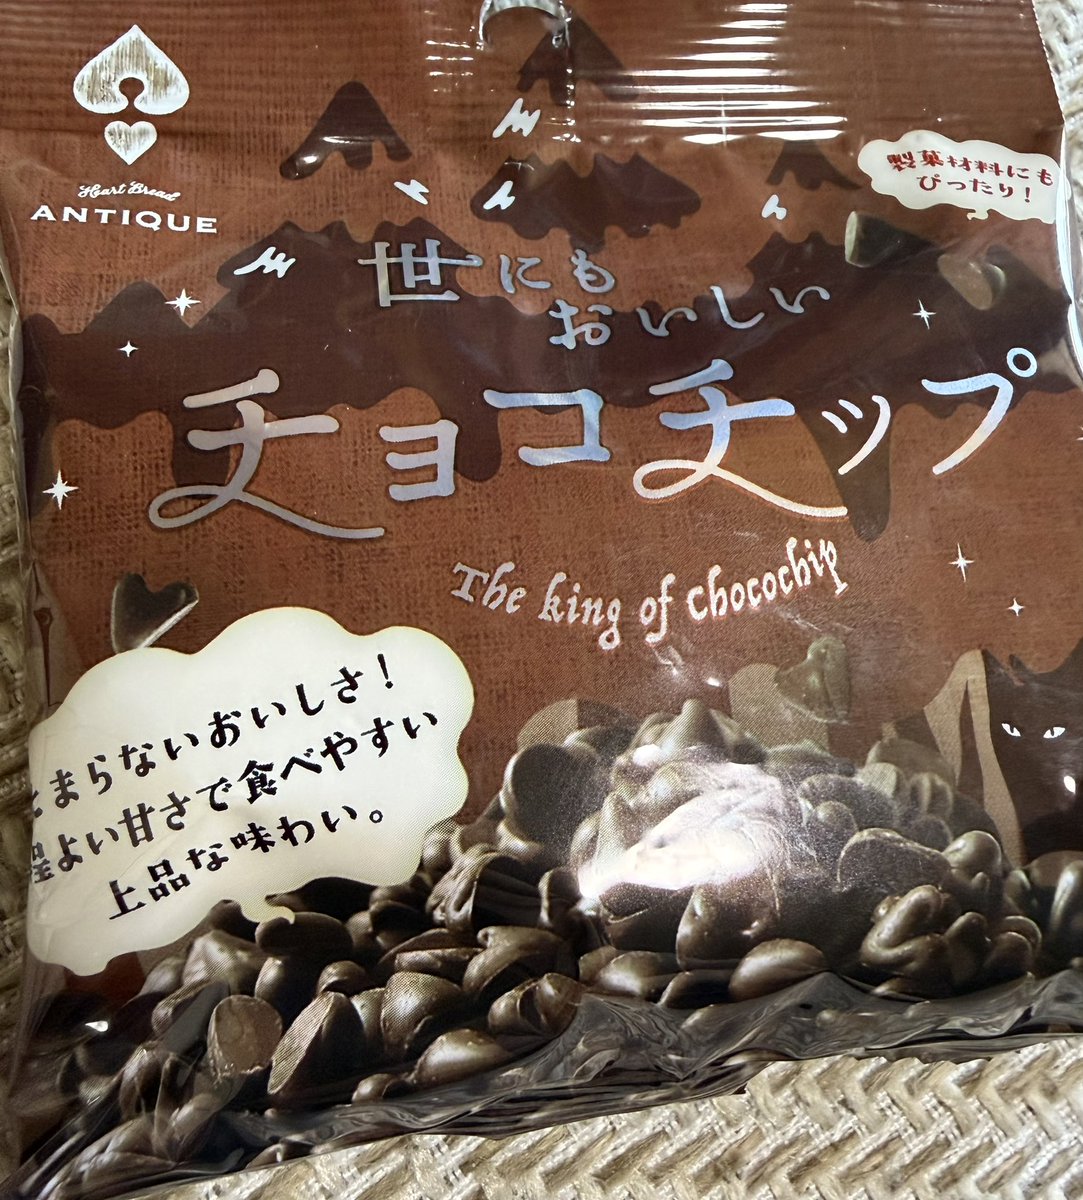 Heart Bread
ANTIQUE
製菓材料にも
ぴったり！
世にも
おいしい
チョコチップ
The king of chocochip
まらないおいしさ！
よい甘さで食べやすい
上品な味わい。